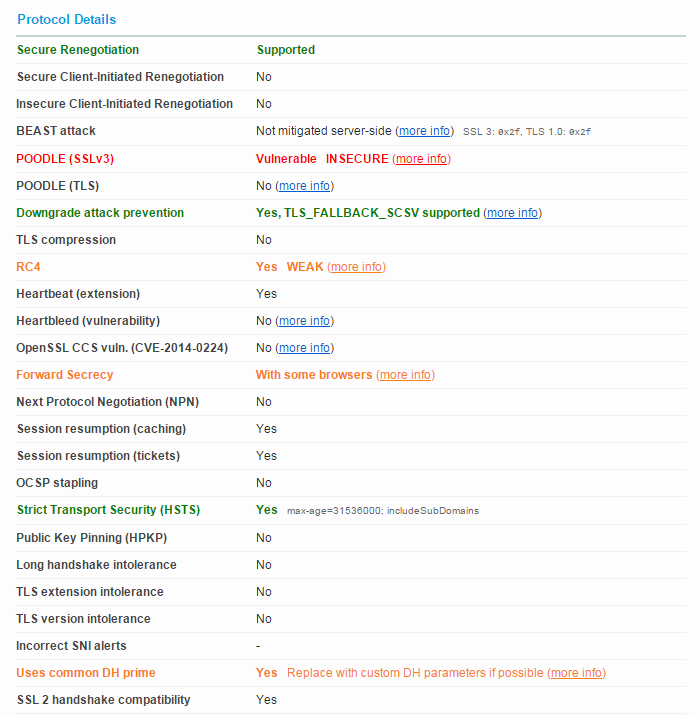 Protocol Details
Secure Renegotiation Supported
Secure Client-Initiated Renegotiation No
Insecure Client-Initiated Renegotiation No
BEAST attack Not mitigated server-side (more info) SSL 3: 0x2f, TLS 1.0: 0x2f
POODLE (SSLv3) Vulnerable INSECURE (more info)
POODLE (TLS) No (more info)
Downgrade attack prevention Yes, TLS_FALLBACK_SCSV supported (more info)
TLS compression No
RC4 Yes WEAK (more info)
Heartbeat (extension) Yes
Heartbleed (vulnerability) No (more info)
OpenSSL CCS vuln. (CVE-2014-0224) No (more info)
Forward Secrecy With some browsers (more info)
Next Protocol Negotiation (NPN) No
Session resumption (caching) Yes
Session resumption (tickets) Yes
OCSP stapling No
Strict Transport Security (HSTS) Yes max-age=31536000; includeSubDomains
Public Key Pinning (HPKP) No
Long handshake intolerance No
TLS extension intolerance No
TLS version intolerance No
Incorrect SNI alerts -
Uses common DH prime Yes Replace with custom DH parameters if possible (more info)
SSL 2 handshake compatibility Yes